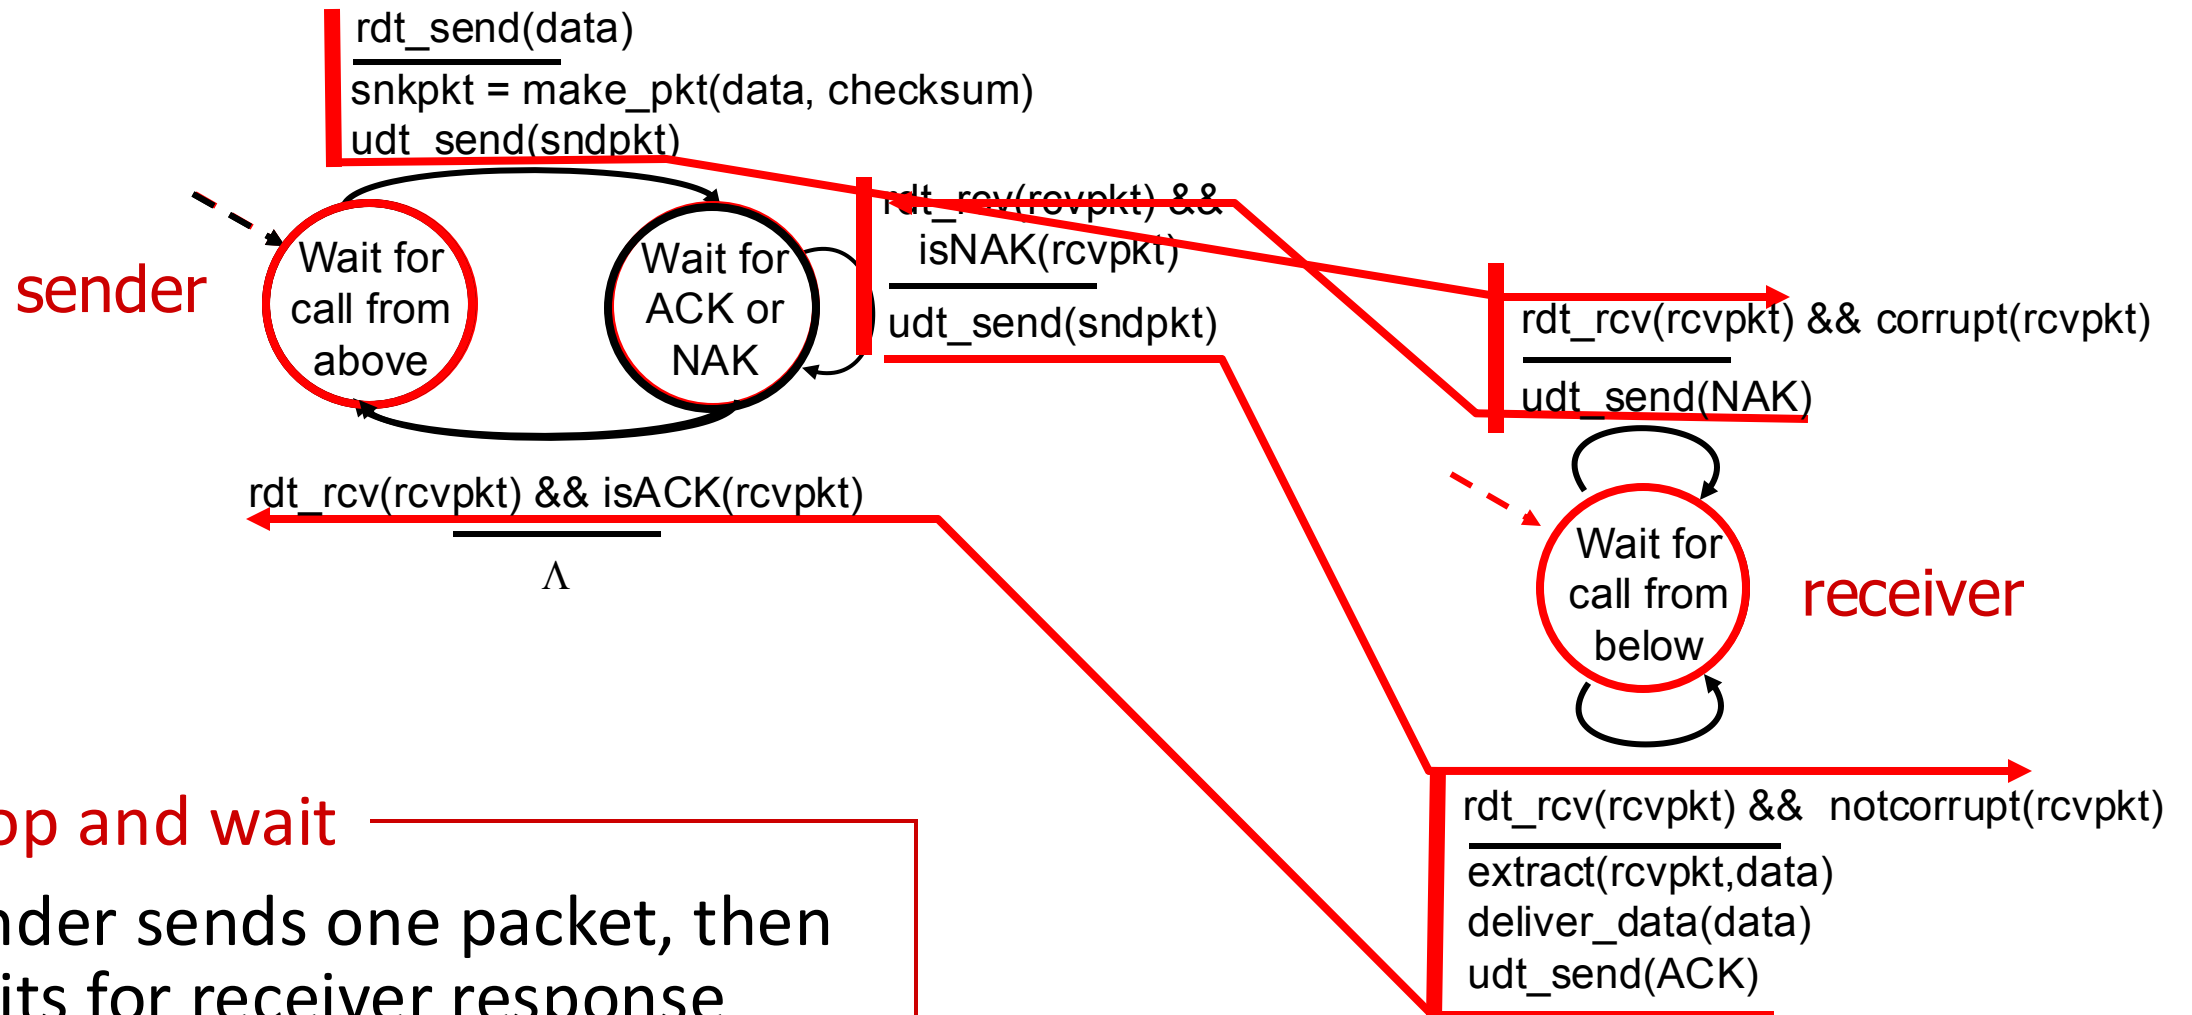 rdt_send(data)
snkpkt = make_pkt(data, checksum)
udt_send(sndpkt)
rdt_rcv(rcvpkt) &&
isNAK(rcvpkt)
udt_send(sndpkt)
sender
Wait for
call from
above
Wait for
ACK or
NAK
rdt_rcv(rcvpkt) && isACK(rcvpkt)
Λ
rdt_rcv(rcvpkt) && corrupt(rcvpkt)
udt_send(NAK)
Wait for
call from
below
receiver
rdt_rcv(rcvpkt) && notcorrupt(rcvpkt)
extract(rcvpkt,data)
deliver_data(data)
udt_send(ACK)
op and wait
nder sends one packet, then
its for receiver response